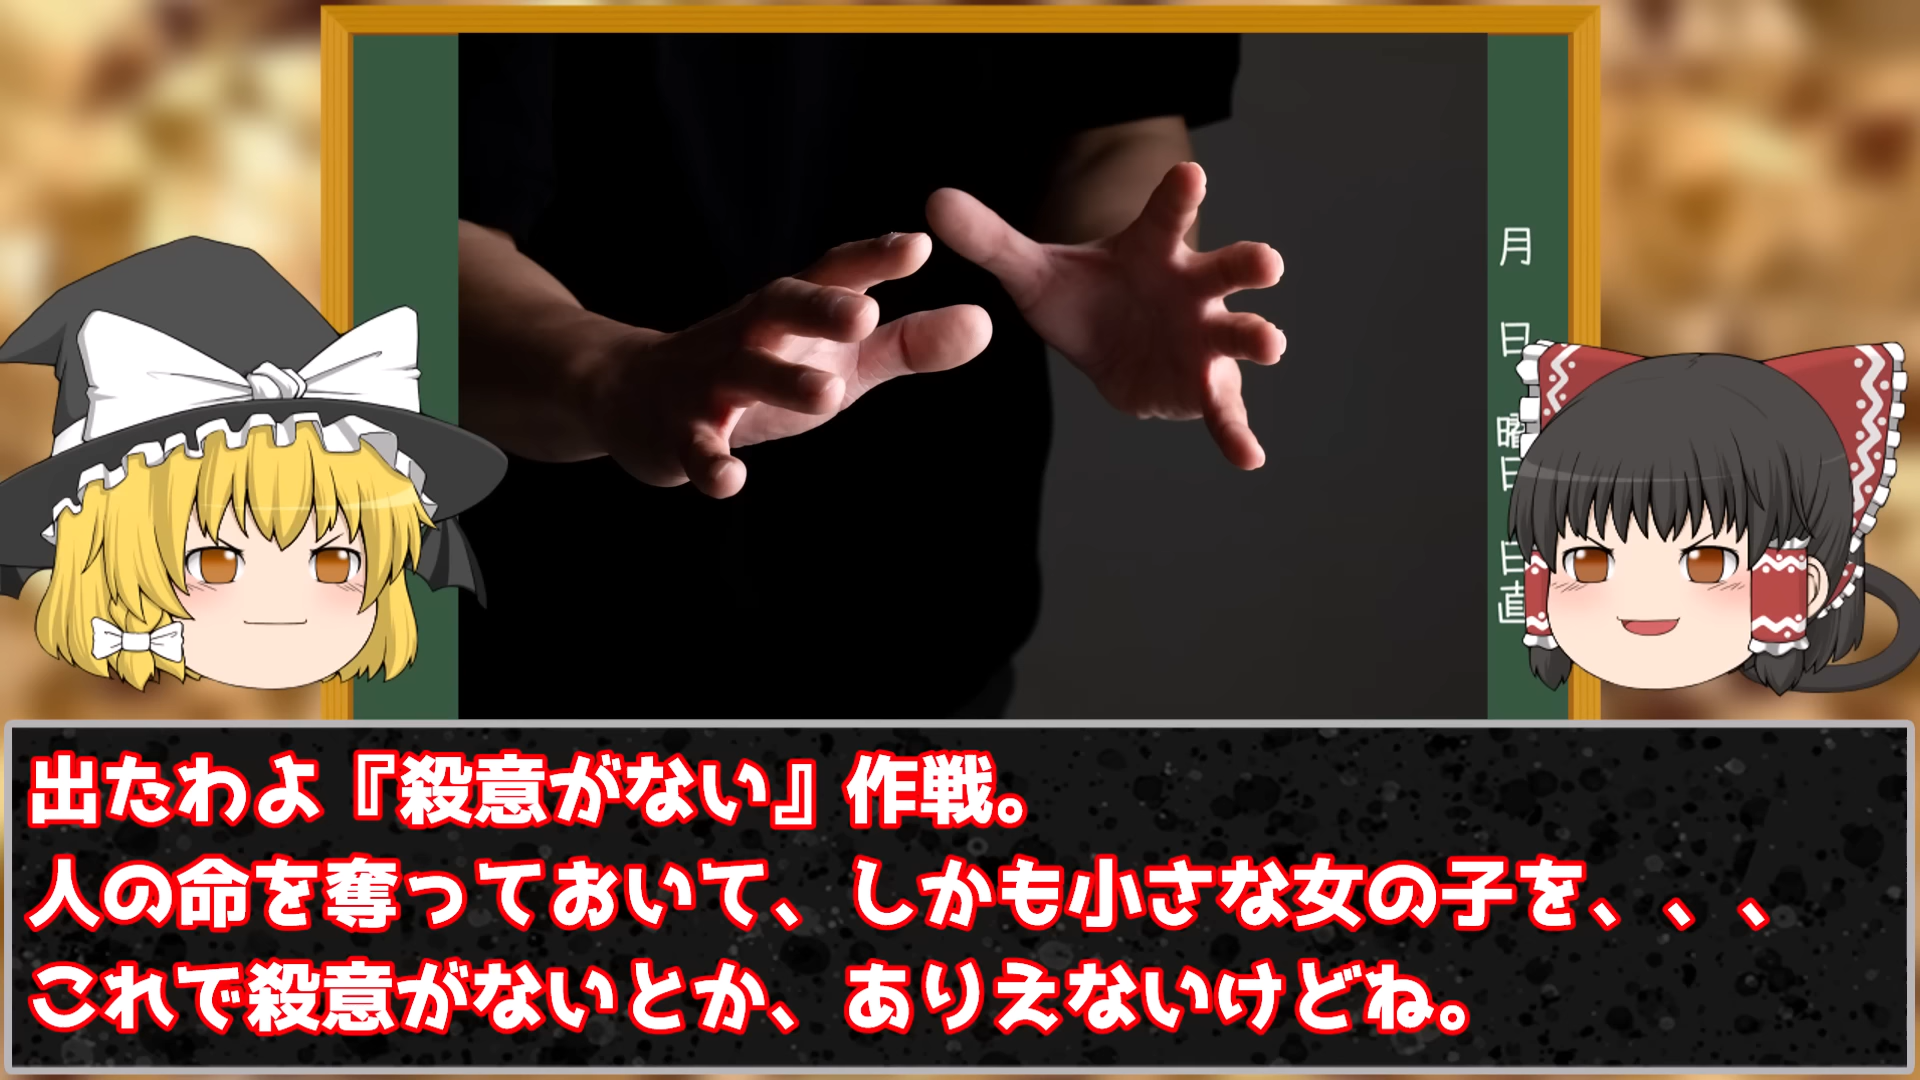 月
日
曜
日
日
直
出たわよ『殺意がない』作戦。
人の命を奪っておいて、しかも小さな女の子を、、、
これで殺意がないとか、ありえないけどね。